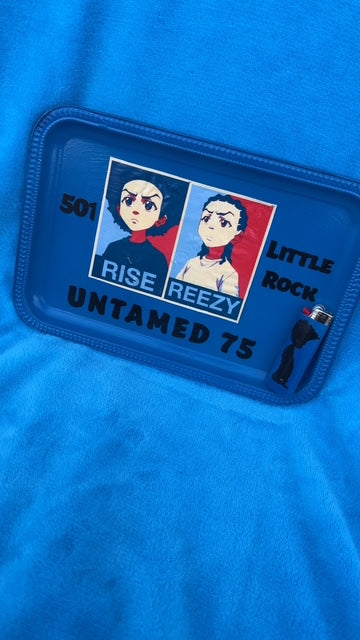 501
RISE
REEZY
LITTLE
ROCK
UNTAMED 75